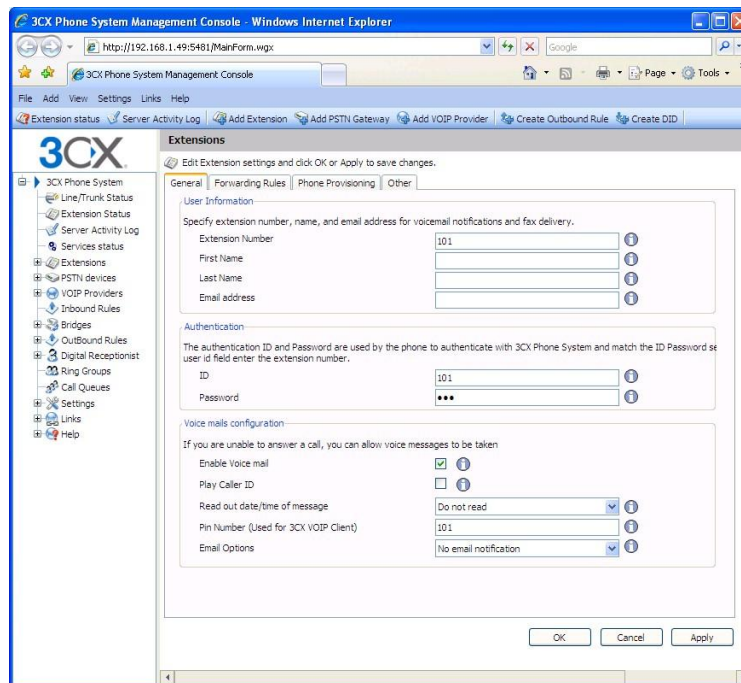 3CX Phone System Management Console - Windows Internet Explorer
http://192.168.1.49:5481/MainForm.wgx
Google
3CX Phone System Management Console
Page
Tools
File Add View Settings Links Help
Extension status Server Activity Log Add Extension Add PSTN Gateway Add VOIP Provider Create Outbound Rule Create DID
3CX
3CX Phone System
Line/Trunk Status
Extension Status
Server Activity Log
Services status
Extensions
PSTN devices
VOIP Providers
Inbound Rules
Bridges
OutBound Rules
Digital Receptionist
Ring Groups
Call Queues
Settings
Links
Help
Extensions
Edit Extension settings and click OK or Apply to save changes.
General Forwarding Rules Phone Provisioning Other
User Information
Specify extension number, name, and email address for voicemail notifications and fax delivery.
Extension Number 101
First Name
Last Name
Email address
Authentication
The authentication ID and Password are used by the phone to authenticate with 3CX Phone System and match the ID Password se
user id field enter the extension number.
ID 101
Password •••
Voice mails configuration
If you are unable to answer a call, you can allow voice messages to be taken
Enable Voice mail
Play Caller ID
Read out date/time of message Do not read
Pin Number (Used for 3CX VOIP Client) 101
Email Options No email notification
OK Cancel Apply